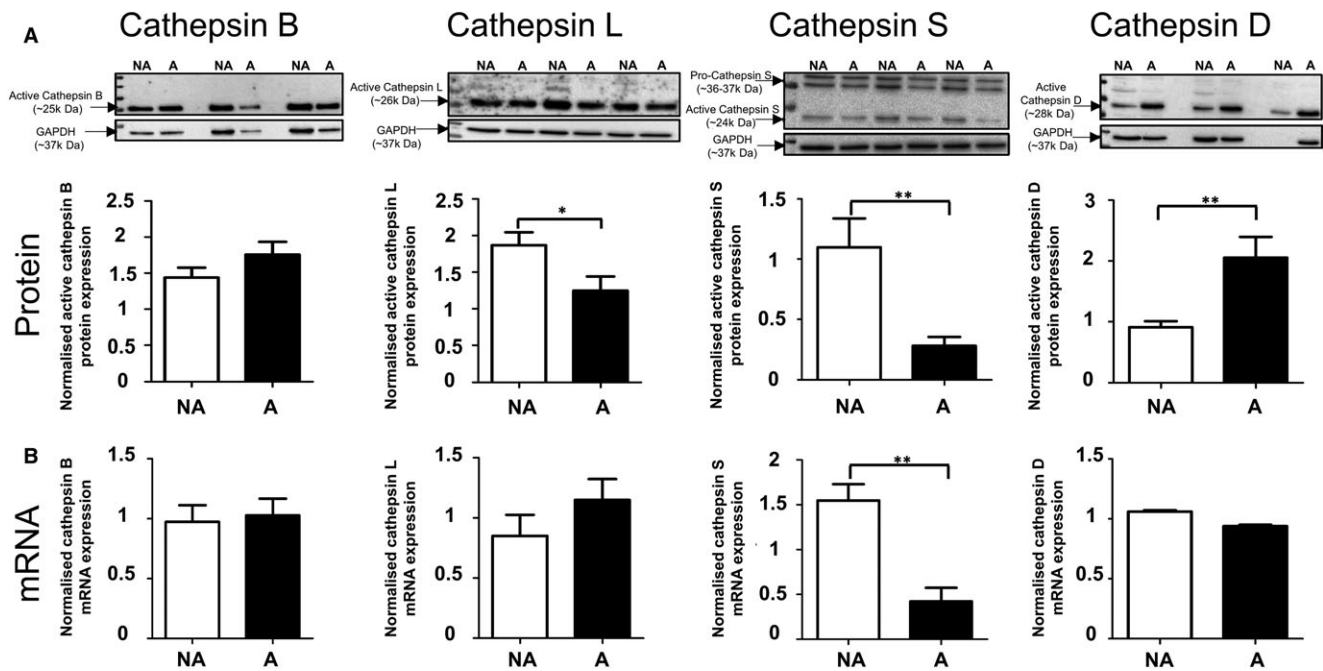 A
Cathepsin B
Cathepsin L
Cathepsin S
Cathepsin D
NA A NA A NA A
Active Cathepsin B
(~25k Da)
GAPDH
(~37k Da)
NA A NA A NA A
Active Cathepsin L
(~26k Da)
GAPDH
(~37k Da)
NA A NA A NA A
Pro-Cathepsin S
(~36-37k Da)
Active Cathepsin S
(~24k Da)
GAPDH
(~37k Da)
NA A NA A NA A
Active
Cathepsin D
(~28k Da)
GAPDH
(~37k Da)
Protein
Normalised active cathepsin B
protein expression
2.5
2
1.5
1
0.5
0
NA A
Normalised active cathepsin L
protein expression
2.5
2
1.5
1
0.5
0
*
NA A
Normalised active cathepsin S
protein expression
1.5
1
0.5
0
**
NA A
Normalised active cathepsin D
protein expression
3
2
1
0
**
NA A
B
mRNA
Normalised cathepsin B
mRNA expression
1.5
1
0.5
0
NA A
Normalised cathepsin L
mRNA expression
1.5
1
0.5
0
NA A
Normalised cathepsin S
mRNA expression
2
1.5
1
0.5
0
**
NA A
Normalised cathepsin D
mRNA expression
1.5
1
0.5
0
NA A